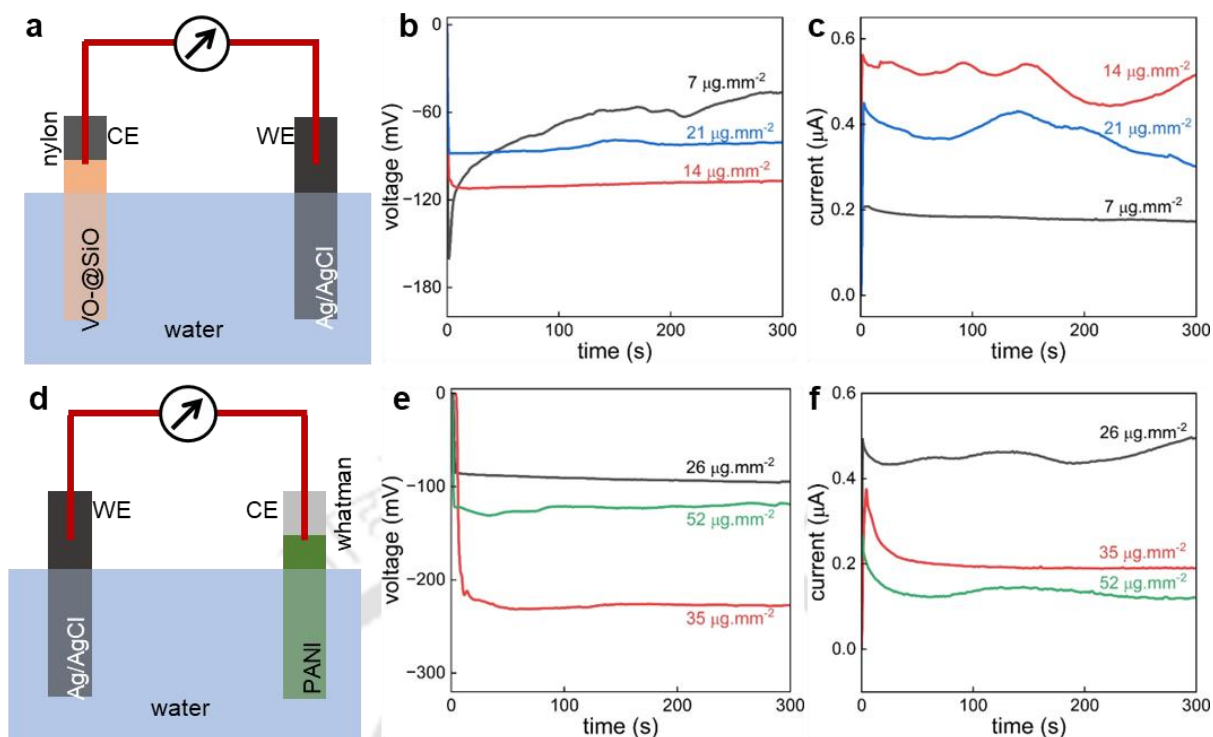 a
nylon
CE
WE
VO-@SiO
Ag/AgCl
water
b
0
−60
−120
−180
voltage (mV)
7 μg.mm⁻²
21 μg.mm⁻²
14 μg.mm⁻²
0
100
200
300
time (s)
c
0.6
0.4
0.2
0.0
current (μA)
14 μg.mm⁻²
21 μg.mm⁻²
7 μg.mm⁻²
0
100
200
300
time (s)
d
WE
CE
whatman
Ag/AgCl
PANI
water
e
0
−100
−200
−300
voltage (mV)
26 μg.mm⁻²
52 μg.mm⁻²
35 μg.mm⁻²
0
100
200
300
time (s)
f
0.6
0.4
0.2
0.0
current (μA)
26 μg.mm⁻²
35 μg.mm⁻²
52 μg.mm⁻²
0
100
200
300
time (s)